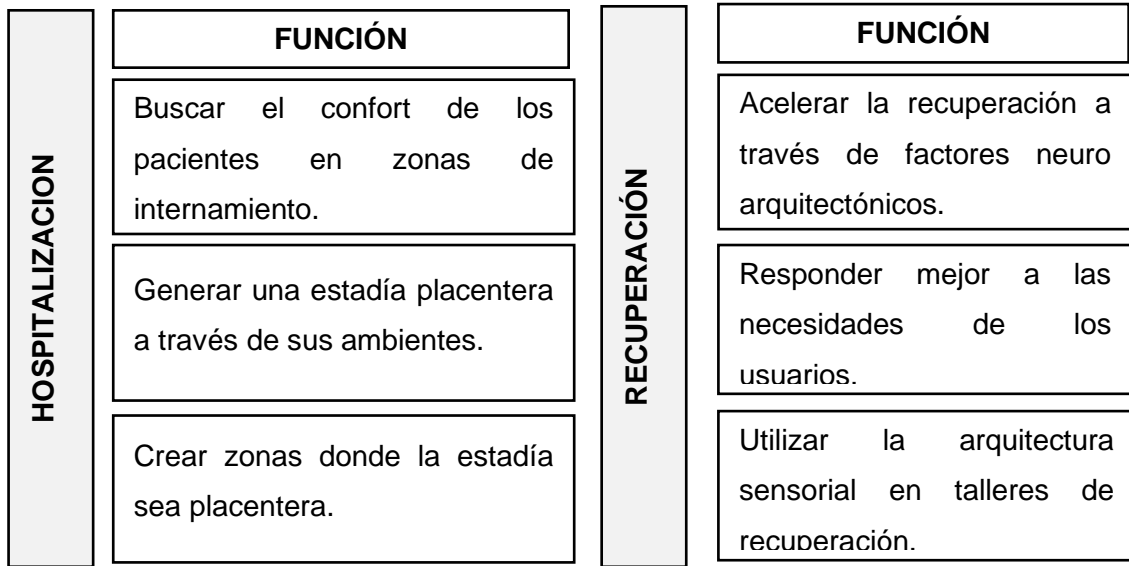 HOSPITALIZACION
FUNCIÓN
Buscar el confort de los
pacientes en zonas de
internamiento.
Generar una estadía placentera
a través de sus ambientes.
Crear zonas donde la estadía
sea placentera.
RECUPERACIÓN
FUNCIÓN
Acelerar la recuperación a
través de factores neuro
arquitectónicos.
Responder mejor a las
necesidades de los
usuarios.
Utilizar la arquitectura
sensorial en talleres de
recuperación.